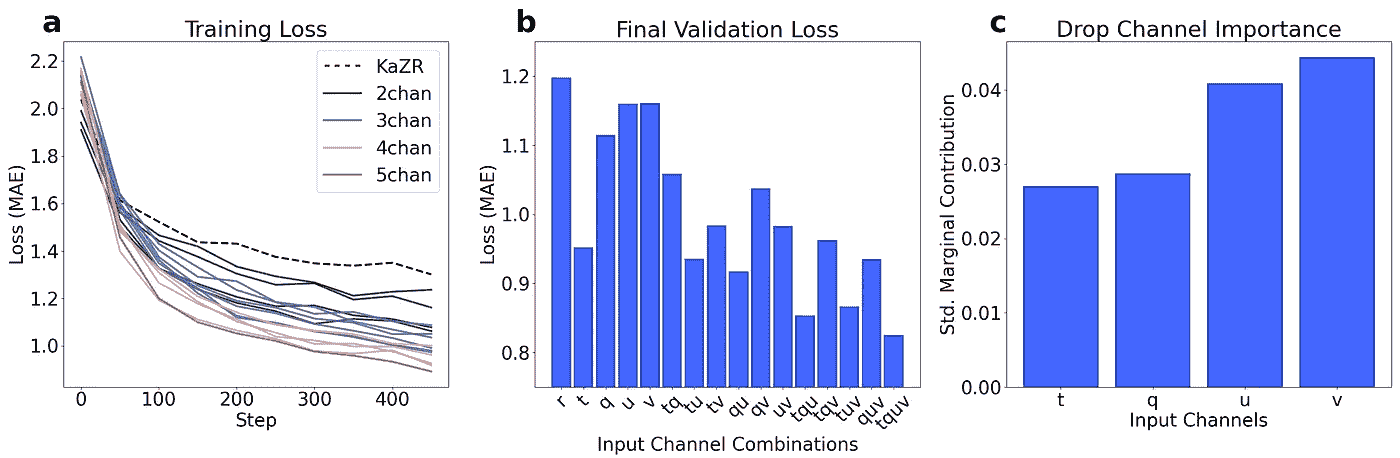 a
Training Loss
2.2
2.0
1.8
1.6
1.4
1.2
1.0
Loss (MAE)
0
100
200
300
400
Step
KaZR
2chan
3chan
4chan
5chan
b
Final Validation Loss
1.2
1.1
1.0
0.9
0.8
Loss (MAE)
r
t
q
u
v
tq
tu
tv
qu
qv
uv
tqu
tqv
tuv
quv
tquv
Input Channel Combinations
c
Drop Channel Importance
0.04
0.03
0.02
0.01
0.00
Std. Marginal Contribution
t
q
u
v
Input Channels